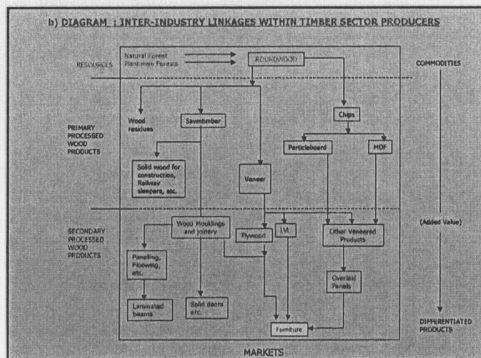 b) DIAGRAM : INTER-INDUSTRY LINKAGES WITHIN TIMBER SECTOR PRODUCERS
RESOURCES
Natural Forest
Plantation Forests
ROUNDWOOD
COMMODITIES
Wood
residues
Sawntimber
Chips
PRIMARY
PROCESSED
WOOD
PRODUCTS
Particleboard
MDF
Solid wood for
construction,
Railway
sleepers, etc.
Veneer
SECONDARY
PROCESSED
WOOD
PRODUCTS
Wood Mouldings
and joinery
Plywood
LVL
Other Veneered
Products
(Added Value)
Panelling,
Flooring,
etc.
Overlaid
Panels
Laminated
beams
Solid doors
etc.
Furniture
DIFFERENTIATED
PRODUCTS
MARKETS